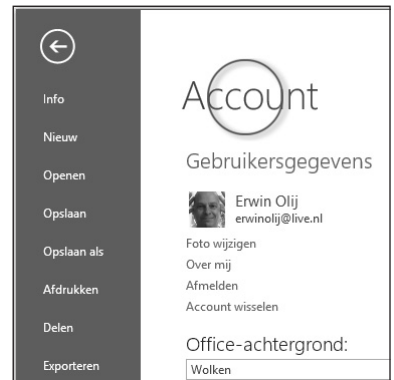 Info
Nieuw
Openen
Opslaan
Opslaan als
Afdrukken
Delen
Exporteren
Account
Gebruikersgegevens
Erwin Olij
erwinolij@live.nl
Foto wijzigen
Over mij
Afmelden
Account wisselen
Office-achtergrond:
Wolken